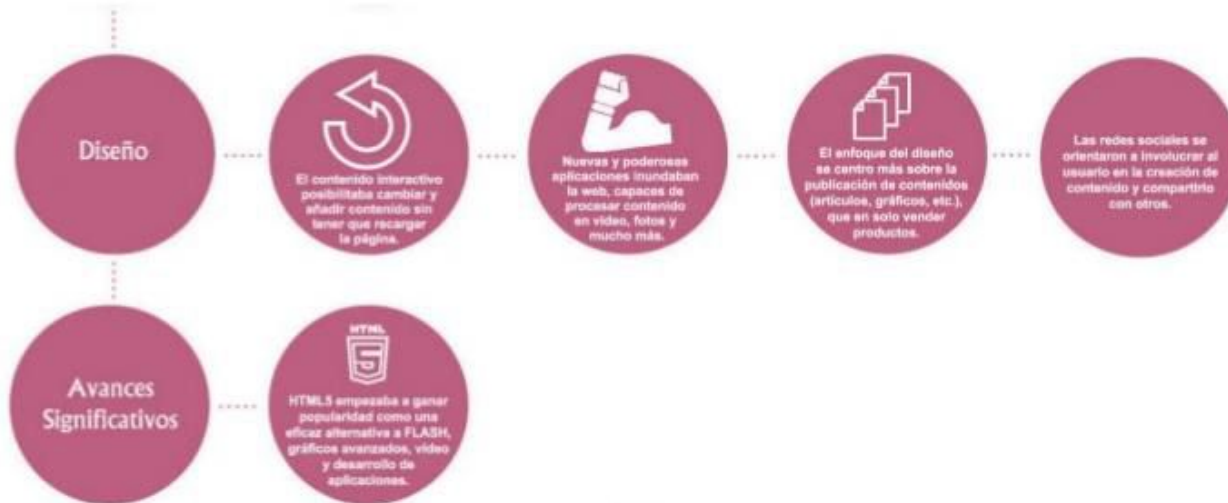 Diseño
El contenido interactivo
posibilitaba cambiar y
añadir contenido sin
tener que recargar
la página.
Nuevas y poderosas
aplicaciones inundaban
la web, capaces de
procesar contenido
en video, fotos y
mucho más.
El enfoque del diseño
se centro más sobre la
publicación de contenidos
(artículos, gráficos, etc.),
que en solo vender
productos.
Las redes sociales se
orientaron a involucrar al
usuario en la creación de
contenido y compartirlo
con otros.
Avances
Significativos
HTML
5
HTML5 empezaba a ganar
popularidad como una
eficaz alternativa a FLASH,
gráficos avanzados, video
y desarrollo de
aplicaciones.